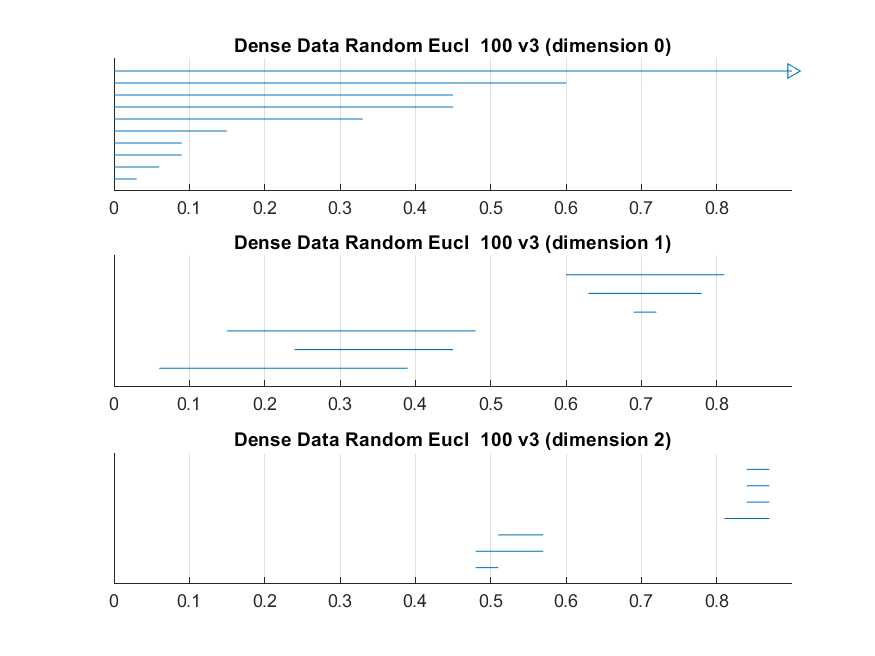 Dense Data Random Eucl  100 v3 (dimension 0)
0 0.1 0.2 0.3 0.4 0.5 0.6 0.7 0.8
Dense Data Random Eucl  100 v3 (dimension 1)
0 0.1 0.2 0.3 0.4 0.5 0.6 0.7 0.8
Dense Data Random Eucl  100 v3 (dimension 2)
0 0.1 0.2 0.3 0.4 0.5 0.6 0.7 0.8